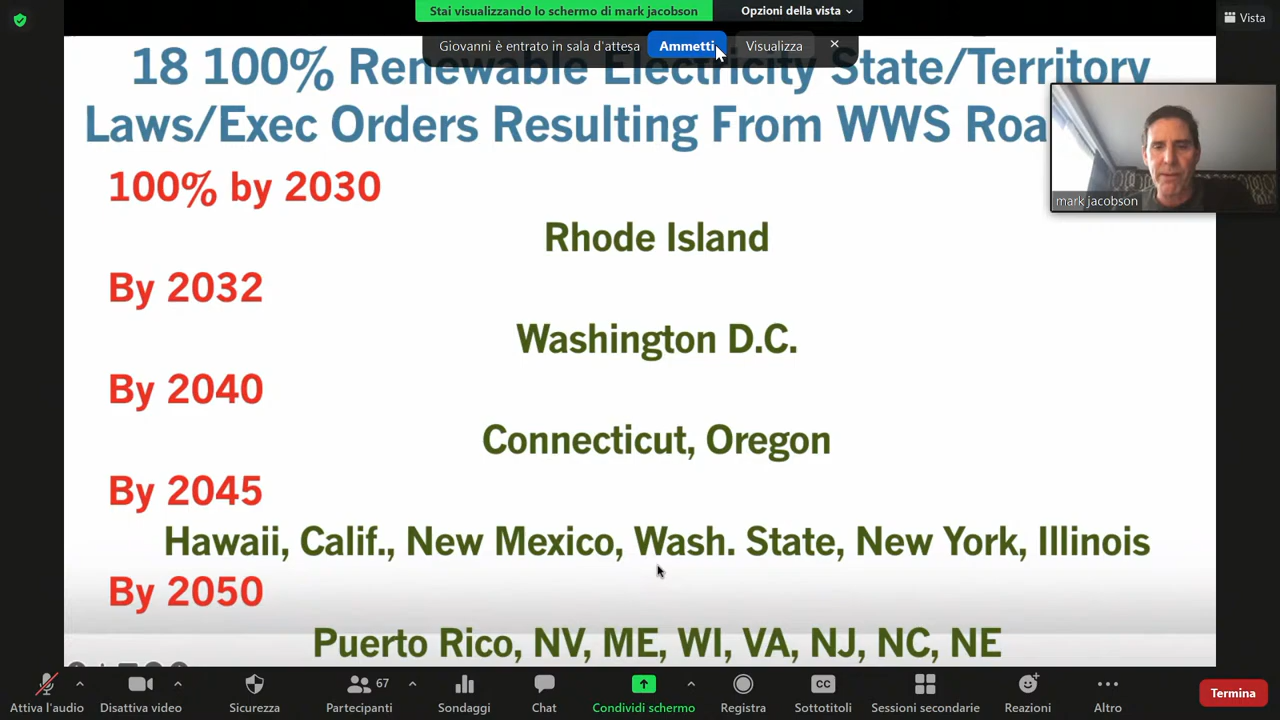 Stai visualizzando lo schermo di mark jacobson
Opzioni della vista
Vista
Giovanni è entrato in sala d'attesa
Ammetti
Visualizza
18 100% Renewable Electricity State/Territory
Laws/Exec Orders Resulting From WWS
mark jacobson
100% by 2030
Rhode Island
By 2032
Washington D.C.
By 2040
Connecticut, Oregon
By 2045
Hawaii, Calif., New Mexico, Wash. State, New York, Illinois
By 2050
Puerto Rico, NV, ME, WI, VA, NJ, NC, NE
67
CC
Attiva l'audio
Disattiva video
Sicurezza
Partecipanti
Sondaggi
Chat
Condividi schermo
Registra
Sottotitoli
Sessioni secondarie
Reazioni
Altro
Termina